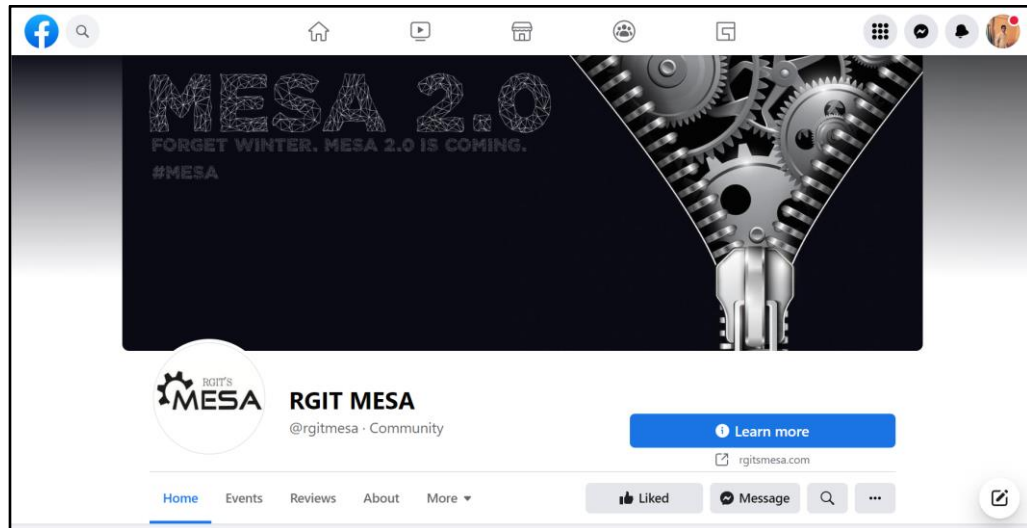 MESA 2.0
FORGET WINTER. MESA 2.0 IS COMING.
#MESA
RGIT'S
MESA
RGIT MESA
@rgitmesa · Community
Learn more
rgitsmesa.com
Home Events Reviews About More
Liked Message